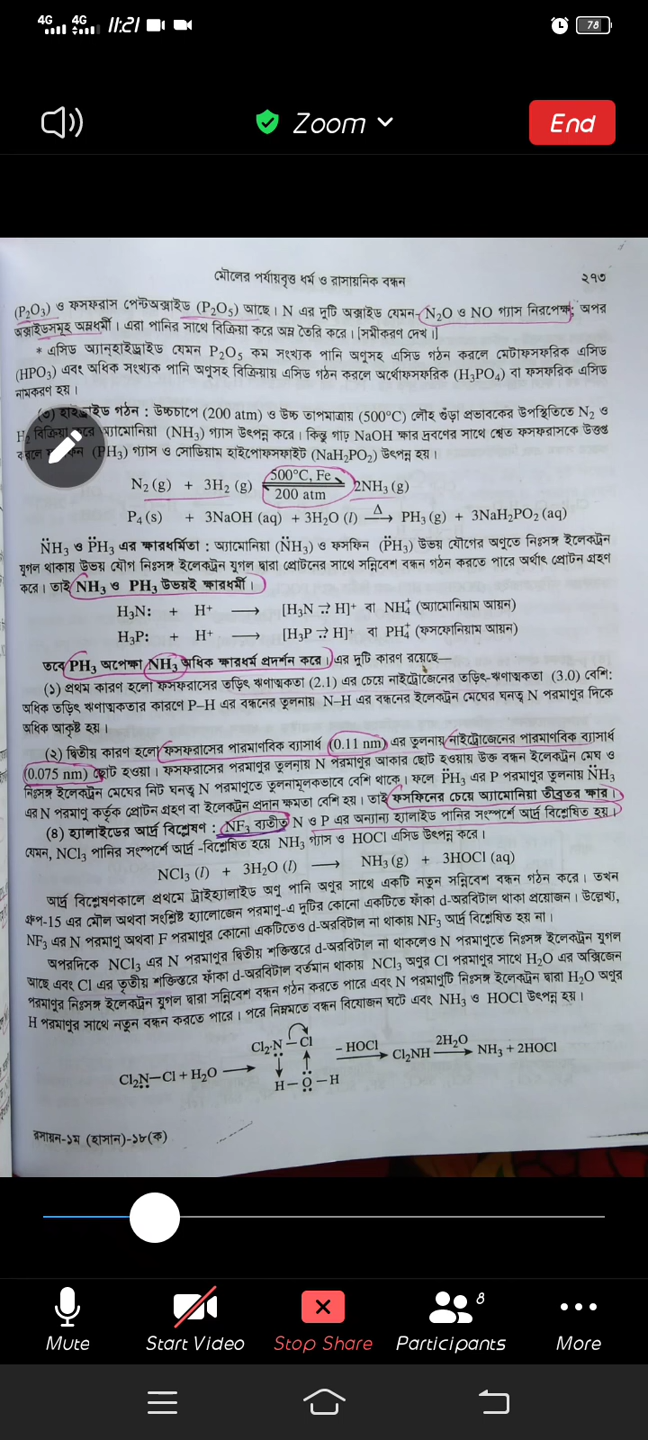 4G 4G 11:21 78
Zoom
End
মৌলের পর্যায়বৃত্ত ধর্ম ও রাসায়নিক বন্ধন ২৭৩
(P₂O₃) ও ফসফরাস পেন্টঅক্সাইড (P₂O₅) আছে। N এর দুটি অক্সাইড যেমন- N₂O ও NO গ্যাস নিরপেক্ষ; অপর
অক্সাইডসমূহ অম্লধর্মী। এরা পানির সাথে বিক্রিয়া করে অম্ল তৈরি করে। [সমীকরণ দেখ।]
* এসিড অ্যানহাইড্রাইড যেমন P₂O₅ কম সংখ্যক পানি অণুসহ এসিড গঠন করলে মেটাফসফরিক এসিড
(HPO₃) এবং অধিক সংখ্যক পানি অণুসহ বিক্রিয়ায় এসিড গঠন করলে অর্থোফসফরিক (H₃PO₄) বা ফসফরিক এসিড
নামকরণ হয়।
(৩) হাইড্রাইড গঠন : উচ্চচাপে (200 atm) ও উচ্চ তাপমাত্রায় (500°C) লৌহ গুঁড়া প্রভাবকের উপস্থিতিতে N₂ ও
H₂ বিক্রিয়া করে অ্যামোনিয়া (NH₃) গ্যাস উৎপন্ন করে। কিন্তু গাঢ় NaOH ক্ষার দ্রবণের সাথে শ্বেত ফসফরাসকে উত্তপ্ত
করলে (PH₃) গ্যাস ও সোডিয়াম হাইপোফসফাইট (NaH₂PO₂) উৎপন্ন হয়।
N₂ (g) + 3H₂ (g) 500°C, Fe 200 atm 2NH₃ (g)
P₄ (s) + 3NaOH (aq) + 3H₂O (l) Δ→ PH₃ (g) + 3NaH₂PO₂ (aq)
N̈H₃ ও P̈H₃ এর ক্ষারধর্মিতা : অ্যামোনিয়া (N̈H₃) ও ফসফিন (P̈H₃) উভয় যৌগের অণুতে নিঃসঙ্গ ইলেকট্রন
যুগল থাকায় উভয় যৌগ নিঃসঙ্গ ইলেকট্রন যুগল দ্বারা প্রোটনের সাথে সন্নিবেশ বন্ধন গঠন করতে পারে অর্থাৎ প্রোটন গ্রহণ
করে। তাই NH₃ ও PH₃ উভয়ই ক্ষারধর্মী।
H₃N: + H⁺ ⟶ [H₃N ⇄ H]⁺ বা NH₄⁺ (অ্যামোনিয়াম আয়ন)
H₃P: + H⁺ ⟶ [H₃P ⇄ H]⁺ বা PH₄⁺ (ফসফোনিয়াম আয়ন)
তবে PH₃ অপেক্ষা NH₃ অধিক ক্ষারধর্ম প্রদর্শন করে। এর দুটি কারণ রয়েছে—
(১) প্রথম কারণ হলো ফসফরাসের তড়িৎ ঋণাত্মকতা (2.1) এর চেয়ে নাইট্রোজেনের তড়িৎ-ঋণাত্মকতা (3.0) বেশি;
অধিক তড়িৎ ঋণাত্মকতার কারণে P–H এর বন্ধনের তুলনায় N–H এর বন্ধনের ইলেকট্রন মেঘের ঘনত্ব N পরমাণুর দিকে
অধিক আকৃষ্ট হয়।
(২) দ্বিতীয় কারণ হলো ফসফরাসের পারমাণবিক ব্যাসার্ধ (0.11 nm) এর তুলনায় নাইট্রোজেনের পারমাণবিক ব্যাসার্ধ
(0.075 nm) ছোট হওয়া। ফসফরাসের পরমাণুর তুলনায় N পরমাণুর আকার ছোট হওয়ায় উক্ত বন্ধন ইলেকট্রন মেঘ ও
নিঃসঙ্গ ইলেকট্রন মেঘের নিট ঘনত্ব N পরমাণুতে তুলনামূলকভাবে বেশি থাকে। ফলে P̈H₃ এর P পরমাণুর তুলনায় N̈H₃
এর N পরমাণু কর্তৃক প্রোটন গ্রহণ বা ইলেকট্রন প্রদান ক্ষমতা বেশি হয়। তাই ফসফিনের চেয়ে অ্যামোনিয়া তীব্রতর ক্ষার।
(৪) হ্যালাইডের আর্দ্র বিশ্লেষণ : NF₃ ব্যতীত N ও P এর অন্যান্য হ্যালাইড পানির সংস্পর্শে আর্দ্র বিশ্লেষিত হয়।
যেমন, NCl₃ পানির সংস্পর্শে আর্দ্র -বিশ্লেষিত হয়ে NH₃ গ্যাস ও HOCl এসিড উৎপন্ন করে।
NCl₃ (l) + 3H₂O (l) ⟶ NH₃ (g) + 3HOCl (aq)
আর্দ্র বিশ্লেষণকালে প্রথমে ট্রাইহ্যালাইড অণু পানি অণুর সাথে একটি নতুন সন্নিবেশ বন্ধন গঠন করে। তখন
গ্রুপ-15 এর মৌল অথবা সংশ্লিষ্ট হ্যালোজেন পরমাণু-এ দুটির কোনো একটিতে ফাঁকা d-অরবিটাল থাকা প্রয়োজন। উল্লেখ্য,
NF₃ এর N পরমাণু অথবা F পরমাণুর কোনো একটিতেও d-অরবিটাল না থাকায় NF₃ আর্দ্র বিশ্লেষিত হয় না।
অপরদিকে NCl₃ এর N পরমাণুর দ্বিতীয় শক্তিস্তরে d-অরবিটাল না থাকলেও N পরমাণুতে নিঃসঙ্গ ইলেকট্রন যুগল
আছে এবং Cl এর তৃতীয় শক্তিস্তরে ফাঁকা d-অরবিটাল বর্তমান থাকায় NCl₃ অণুর Cl পরমাণুর সাথে H₂O এর অক্সিজেন
পরমাণুর নিঃসঙ্গ ইলেকট্রন যুগল দ্বারা সন্নিবেশ বন্ধন গঠন করতে পারে এবং N পরমাণুটি নিঃসঙ্গ ইলেকট্রন দ্বারা H₂O অণুর
H পরমাণুর সাথে নতুন বন্ধন করতে পারে। পরে নিম্নমতে বন্ধন বিয়োজন ঘটে এবং NH₃ ও HOCl উৎপন্ন হয়।
Cl₂N̤—Cl + H₂O ⟶ Cl₂·N̤—Cl H–Ö–H – HOCl ⟶ Cl₂NH 2H₂O ⟶ NH₃ + 2HOCl
রসায়ন-১ম (হাসান)-১৮(ক)
Mute
Start Video
Stop Share
Participants 8
More